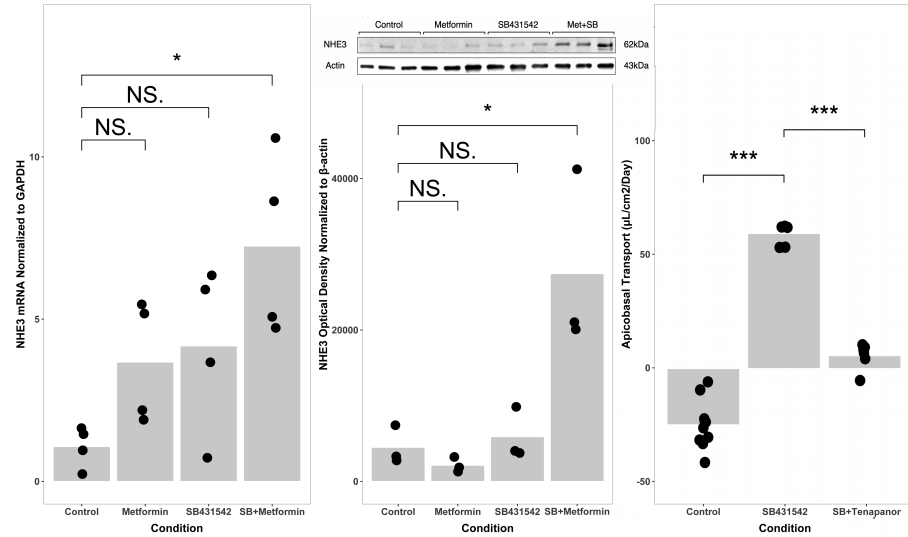 *
NS.
NS.
10
5
0
NHE3 mRNA Normalized to GAPDH
Control
Metformin
SB431542
SB+Metformin
Condition
Control
Metformin
SB431542
Met+SB
NHE3
62kDa
Actin
43kDa
*
NS.
NS.
40000
20000
0
NHE3 Optical Density Normalized to β-actin
Control
Metformin
SB431542
SB+Metformin
Condition
***
***
100
50
0
-50
Apicobasal Transport (μL/cm2/Day)
Control
SB431542
SB+Tenapanor
Condition